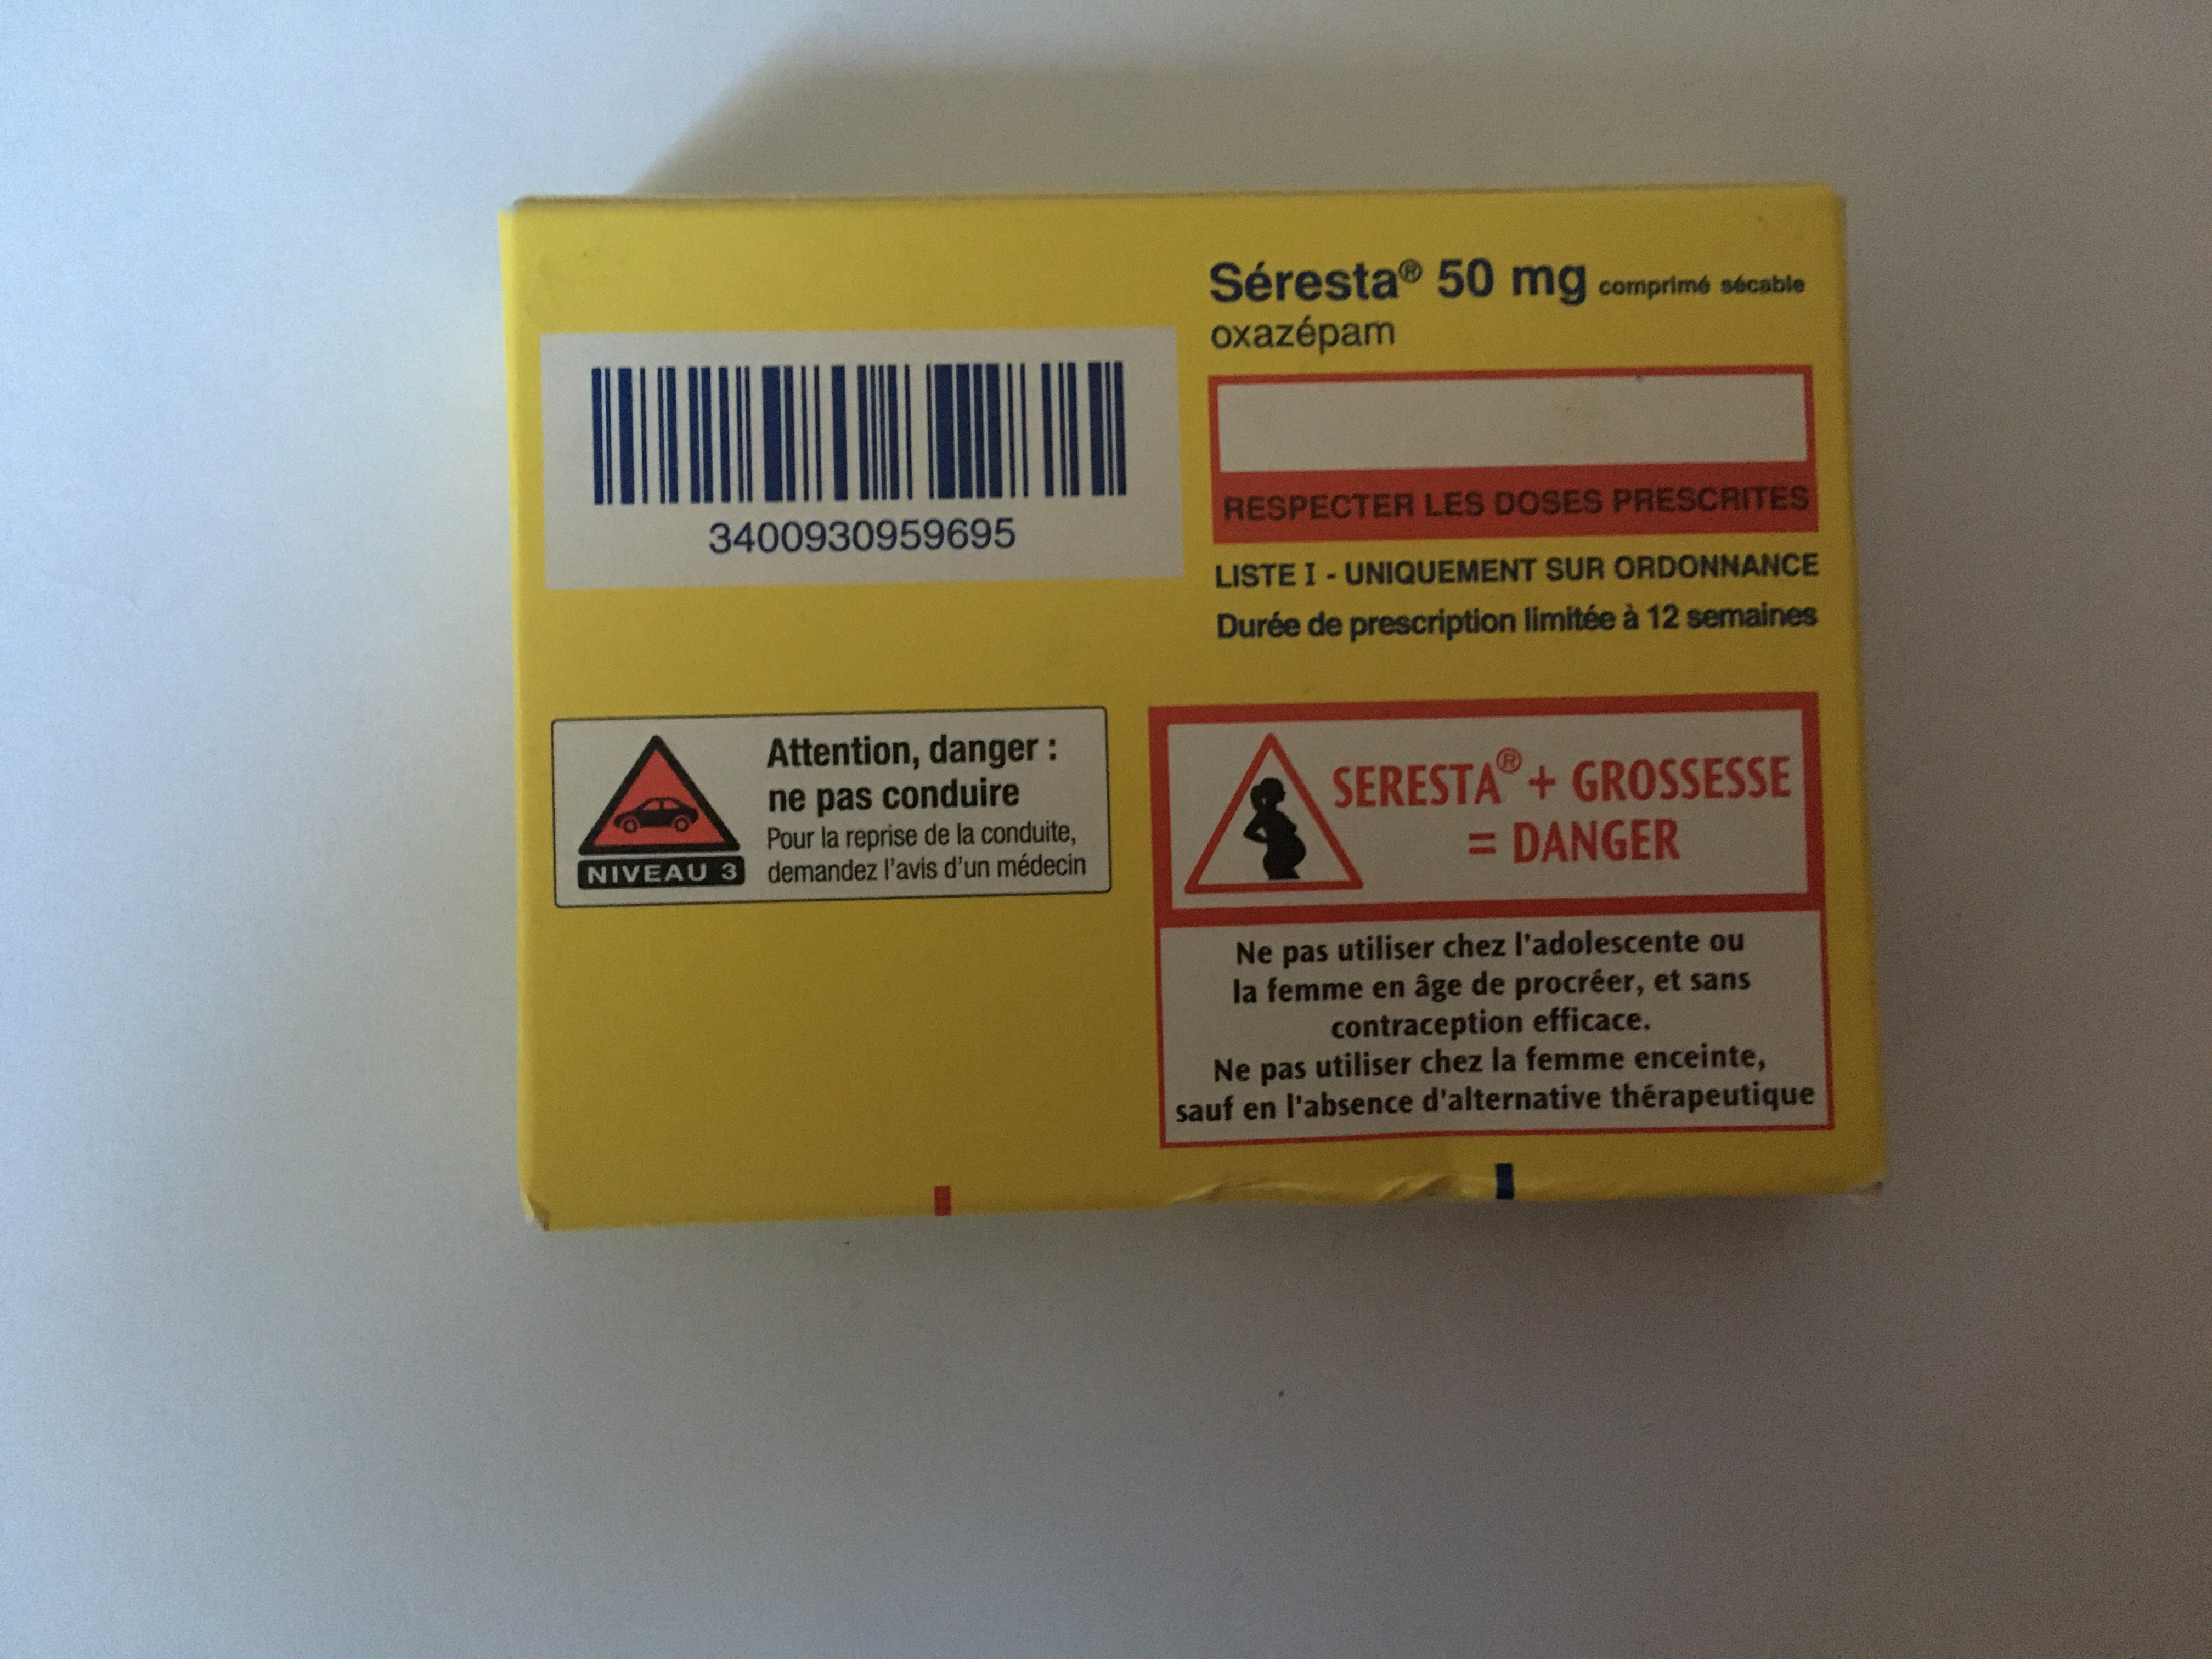 Séresta® 50 mg comprimé sécable
oxazépam
3400930959695
RESPECTER LES DOSES PRESCRITES
LISTE I - UNIQUEMENT SUR ORDONNANCE
Durée de prescription limitée à 12 semaines
Attention, danger :
ne pas conduire
Pour la reprise de la conduite,
demandez l'avis d'un médecin
NIVEAU 3
SERESTA® + GROSSESSE
= DANGER
Ne pas utiliser chez l'adolescente ou
la femme en âge de procréer, et sans
contraception efficace.
Ne pas utiliser chez la femme enceinte,
sauf en l'absence d'alternative thérapeutique